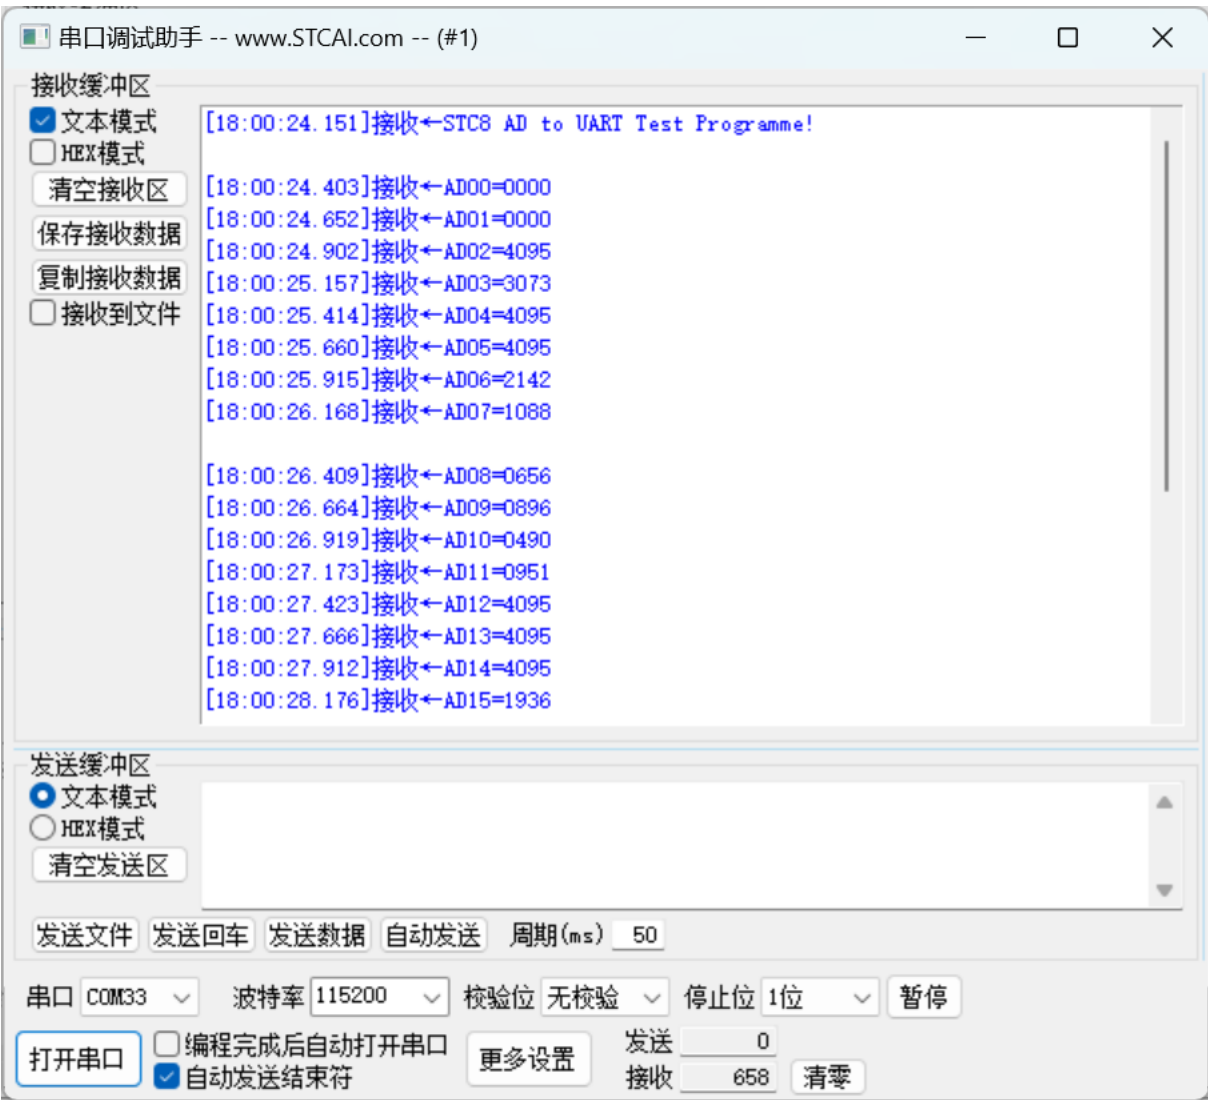 串口调试助手 -- www.STCAI.com -- (#1)
接收缓冲区
文本模式
HEX模式
清空接收区
保存接收数据
复制接收数据
接收到文件
[18:00:24.151]接收←STC8 AD to UART Test Programme!
[18:00:24.403]接收←AD00=0000
[18:00:24.652]接收←AD01=0000
[18:00:24.902]接收←AD02=4095
[18:00:25.157]接收←AD03=3073
[18:00:25.414]接收←AD04=4095
[18:00:25.660]接收←AD05=4095
[18:00:25.915]接收←AD06=2142
[18:00:26.168]接收←AD07=1088
[18:00:26.409]接收←AD08=0656
[18:00:26.664]接收←AD09=0896
[18:00:26.919]接收←AD10=0490
[18:00:27.173]接收←AD11=0951
[18:00:27.423]接收←AD12=4095
[18:00:27.666]接收←AD13=4095
[18:00:27.912]接收←AD14=4095
[18:00:28.176]接收←AD15=1936
发送缓冲区
文本模式
HEX模式
清空发送区
发送文件 发送回车 发送数据 自动发送 周期(ms) 50
串口 COM33 波特率 115200 校验位 无校验 停止位 1位 暂停
打开串口 编程完成后自动打开串口 更多设置 发送 0
自动发送结束符 接收 658 清零